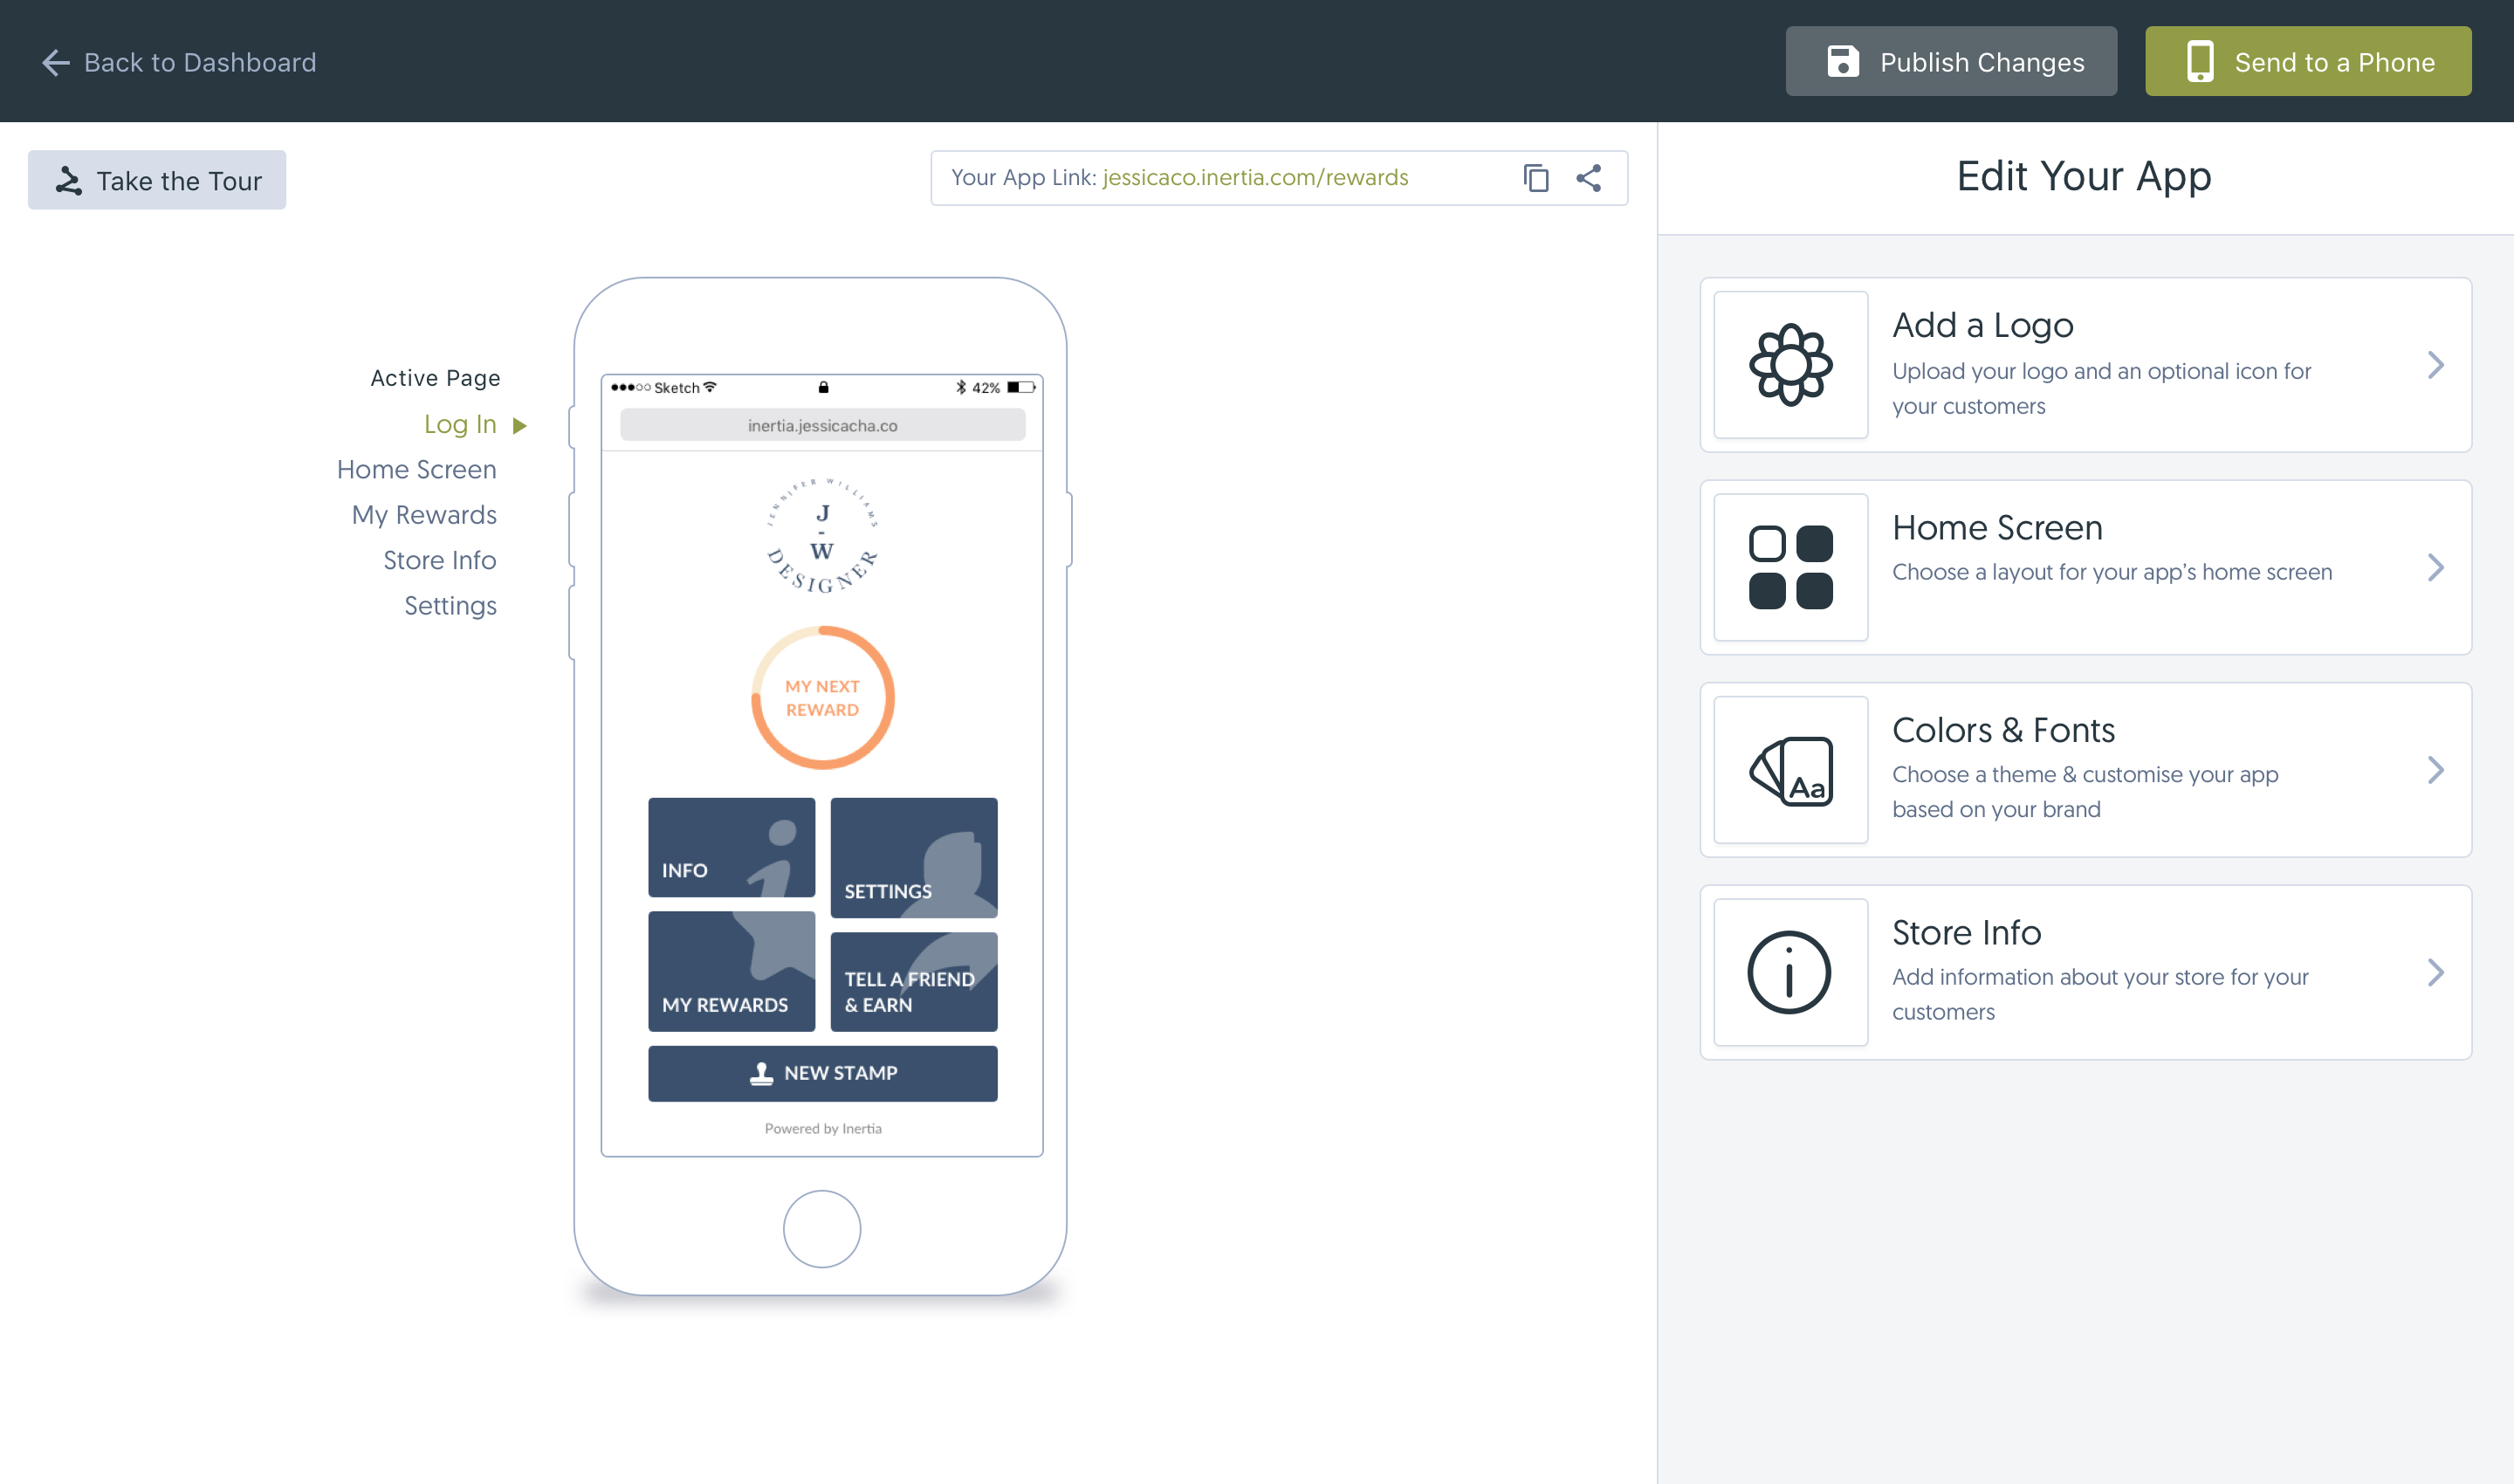 Back to Dashboard
Publish Changes
Send to a Phone
Take the Tour
Your App Link: jessicaco.inertia.com/rewards
Edit Your App
Active Page
Log In
Home Screen
My Rewards
Store Info
Settings
Sketch
42%
inertia.jessicacha.co
JENNIFER WILLIAMS
J
-
W
DESIGNER
MY NEXT
REWARD
INFO
SETTINGS
MY REWARDS
TELL A FRIEND
& EARN
NEW STAMP
Powered by Inertia
Add a Logo
Upload your logo and an optional icon for
your customers
Home Screen
Choose a layout for your app’s home screen
Aa
Colors & Fonts
Choose a theme & customise your app
based on your brand
Store Info
Add information about your store for your
customers